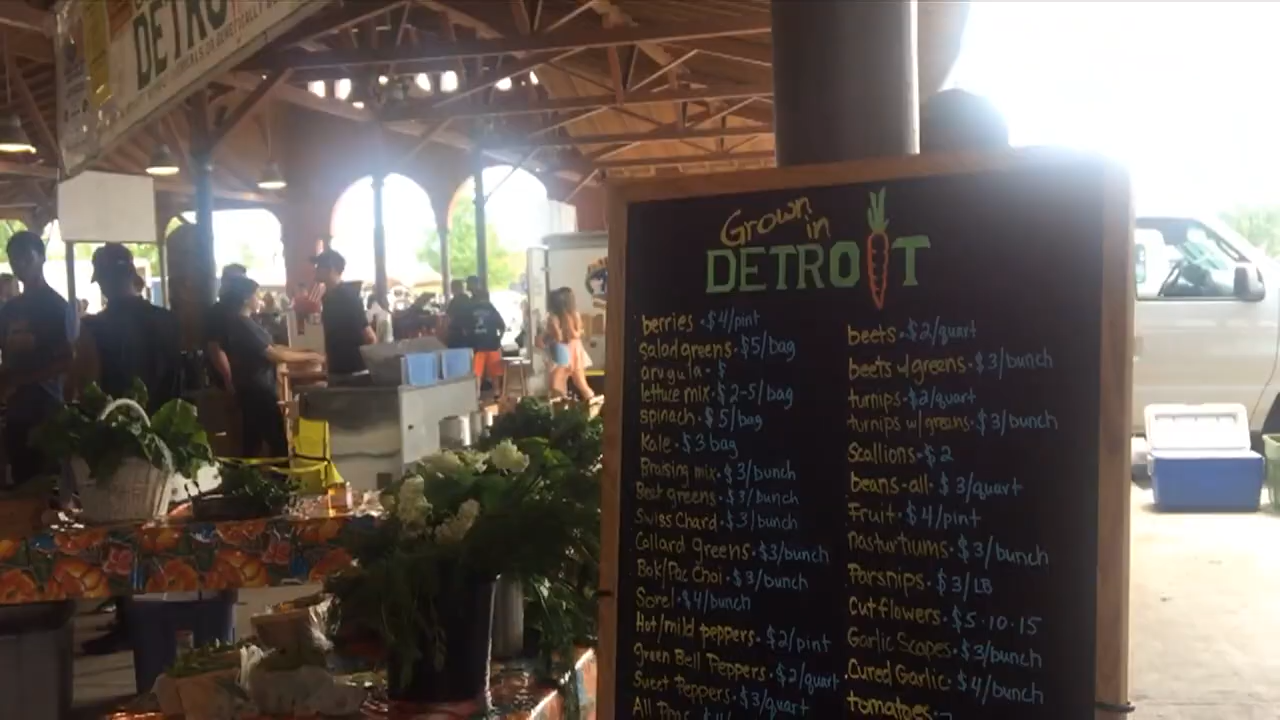 DETRO
Grown
in
DETROIT
berries • $4/pint
salad greens • $5/bag
arugula • $
lettuce mix • $2-5/bag
spinach • $5/bag
Kale • $3 bag
Braising mix • $3/bunch
Beet greens • $3/bunch
Swiss Chard • $3/bunch
Collard greens • $3/bunch
Bok/Pac Choi • $3/bunch
Sorel • $4/bunch
Hot/mild peppers • $2/pint
green Bell Peppers • $2/quart
Sweet Peppers • $3/quart
beets • $2/quart
beets w/greens • $3/bunch
turnips • $2/quart
turnips w/greens • $3/bunch
Scallions • $2
beans-all • $3/quart
Fruit • $4/pint
nasturtiums • $3/bunch
Parsnips • $3/LB
Cut flowers • $5-10-15
Garlic Scapes • $3/bunch
Cured Garlic • $4/bunch
tomatoes •